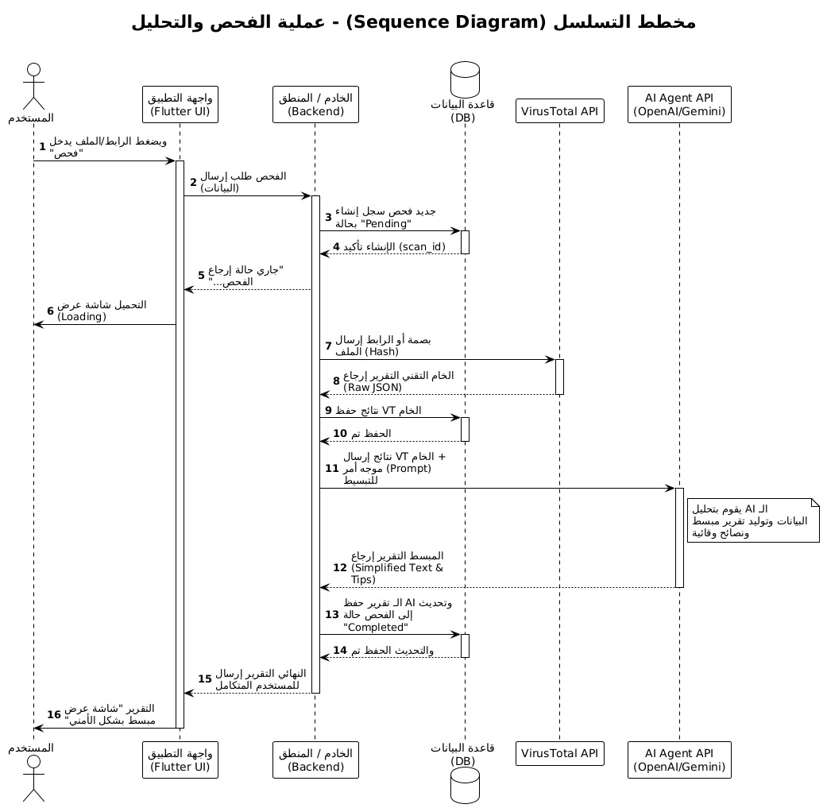 مخطط التسلسل (Sequence Diagram) - عملية الفحص والتحليل
المستخدم
واجهة التطبيق
(Flutter UI)
الخادم / المنطق
(Backend)
قاعدة البيانات
(DB)
VirusTotal API
AI Agent API
(OpenAI/Gemini)
1 ويضغط الرابط/الملف يدخل
"فحص"
2 الفحص طلب إرسال
(البيانات)
3 جديد فحص سجل إنشاء
بحالة "Pending"
4 الإنشاء تأكيد (scan_id)
5 "جاري حالة إرجاع
الفحص..."
6 التحميل شاشة عرض
(Loading)
7 بصمة أو الرابط إرسال
الملف (Hash)
8 الخام التقني التقرير إرجاع
(Raw JSON)
9 الخام VT نتائج حفظ
10 الحفظ تم
11 + الخام VT نتائج إرسال
موجه أمر (Prompt)
للتبسيط
الـ AI يقوم بتحليل
البيانات وتوليد تقرير مبسط
ونصائح وقائية
12 المبسط التقرير إرجاع
(Simplified Text &
Tips)
13 وتحديث AI الـ تقرير حفظ
إلى الفحص حالة
"Completed"
14 والتحديث الحفظ تم
15 النهائي التقرير إرسال
للمستخدم المتكامل
16 التقرير "شاشة عرض
مبسط بشكل الأمني"
المستخدم
واجهة التطبيق
(Flutter UI)
الخادم / المنطق
(Backend)
قاعدة البيانات
(DB)
VirusTotal API
AI Agent API
(OpenAI/Gemini)